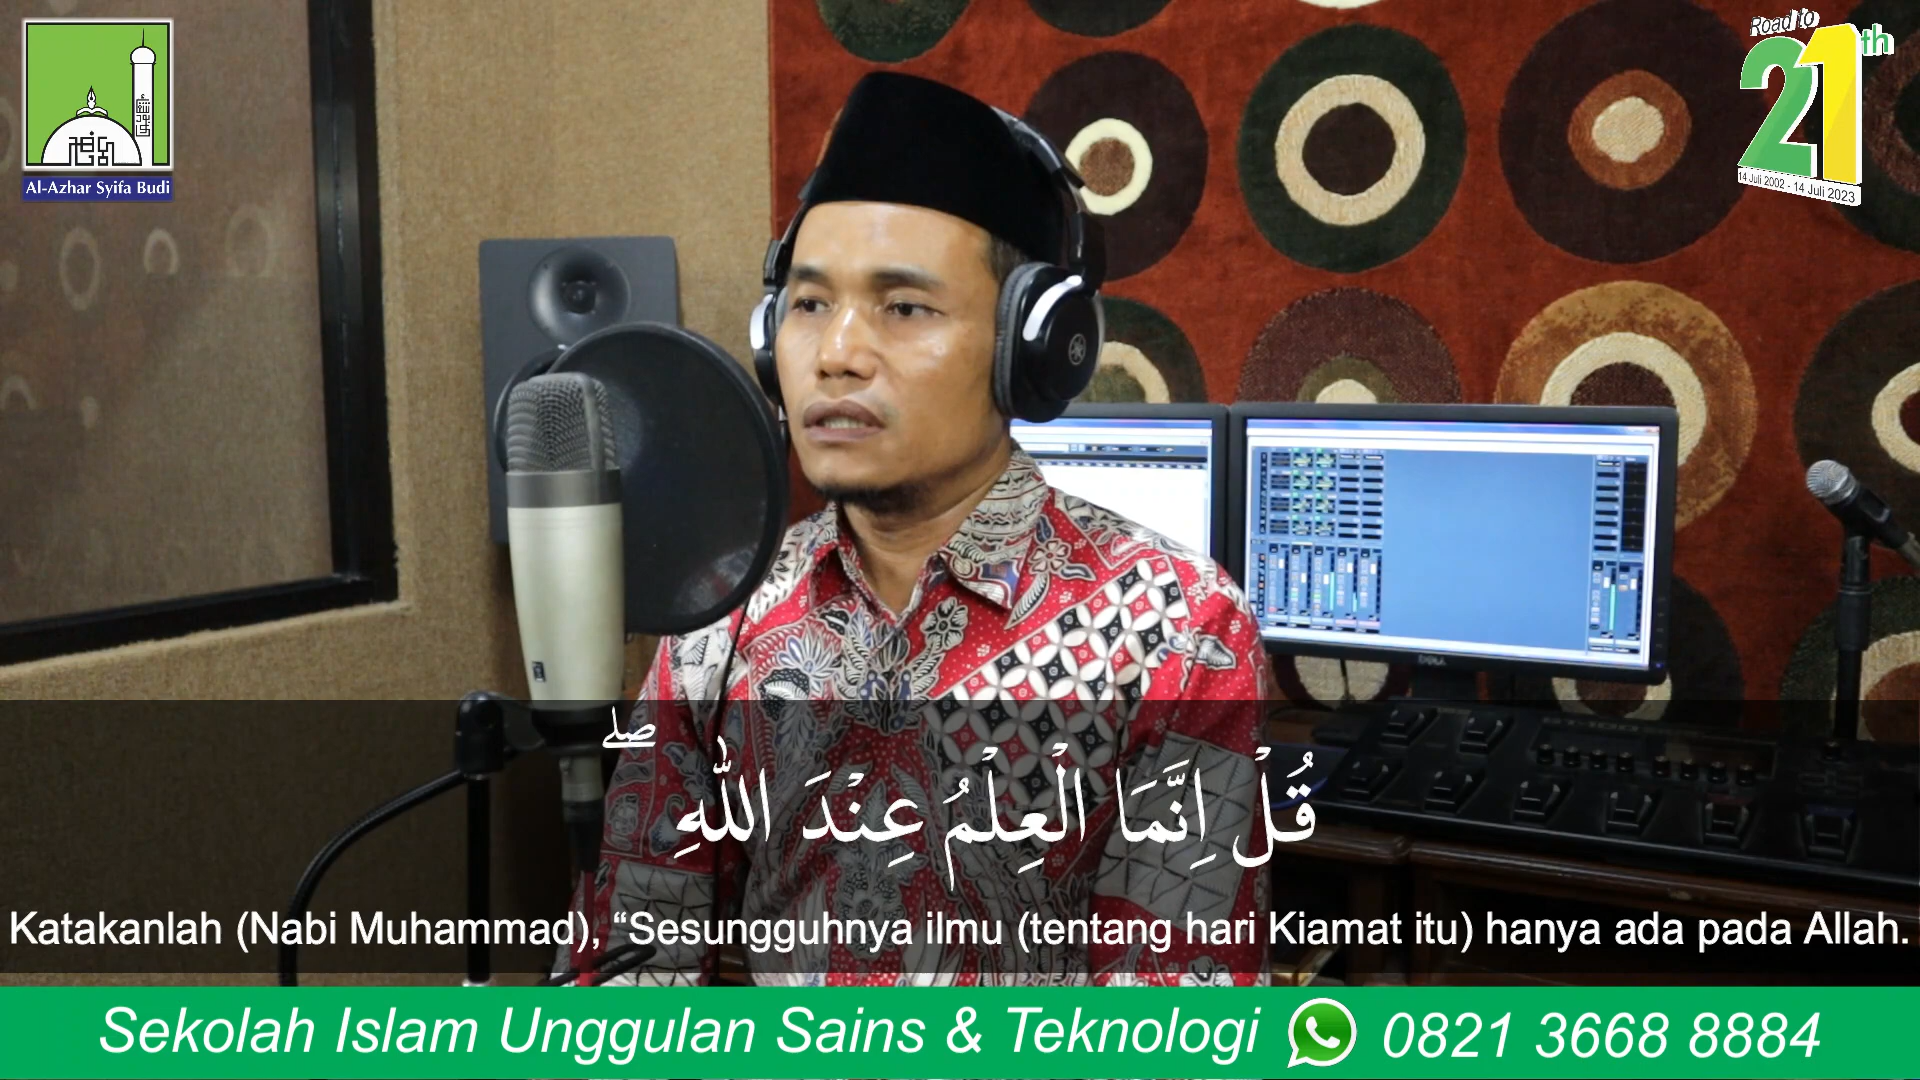 Al-Azhar Syifa Budi
Road to
21th
14 Juli 2002 - 14 Juli 2023
DELL
قُلْ اِنَّمَا الْعِلْمُ عِنْدَ اللّٰهِ ۖ
Katakanlah (Nabi Muhammad), “Sesungguhnya ilmu (tentang hari Kiamat itu) hanya ada pada Allah.
Sekolah Islam Unggulan Sains & Teknologi 0821 3668 8884